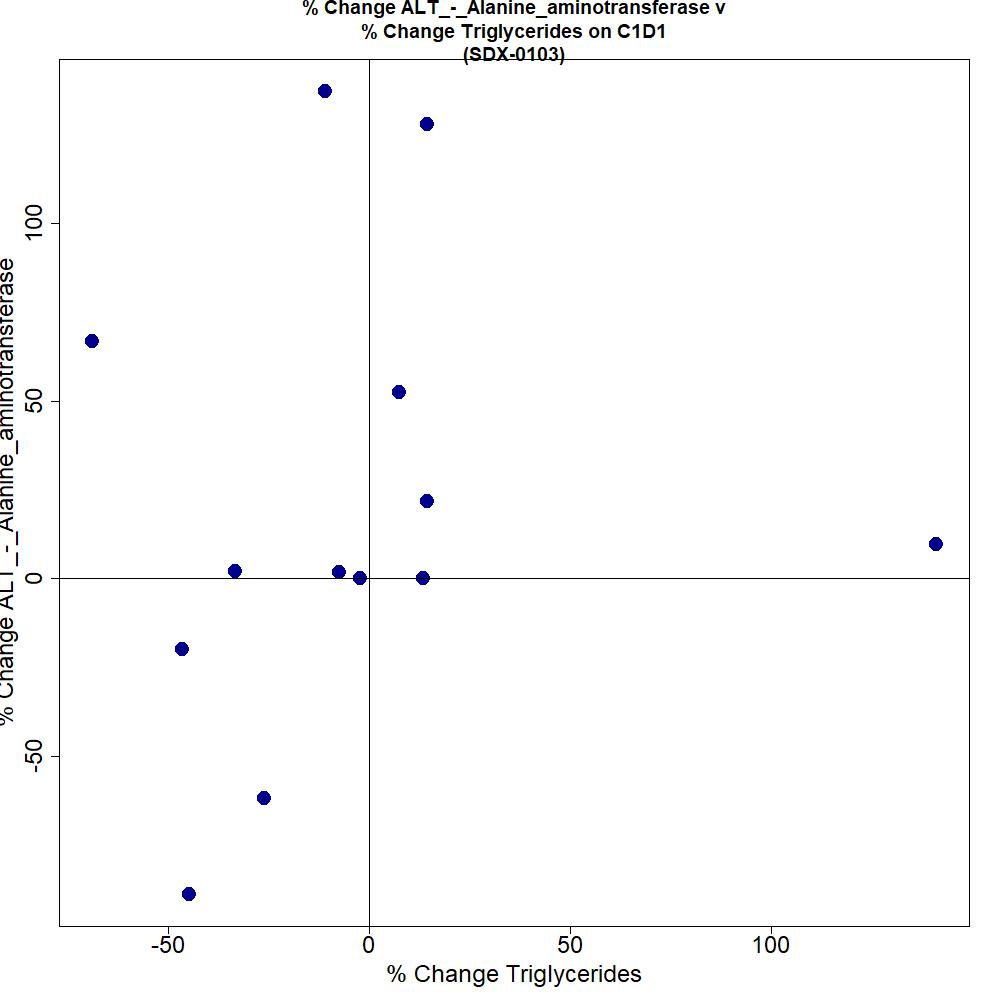 % Change ALT_-_Alanine_aminotransferase v
% Change Triglycerides on C1D1
(SDX-0103)
% Change ALT_-_Alanine_aminotransferase
100
50
0
-50
-50
0
50
100
% Change Triglycerides